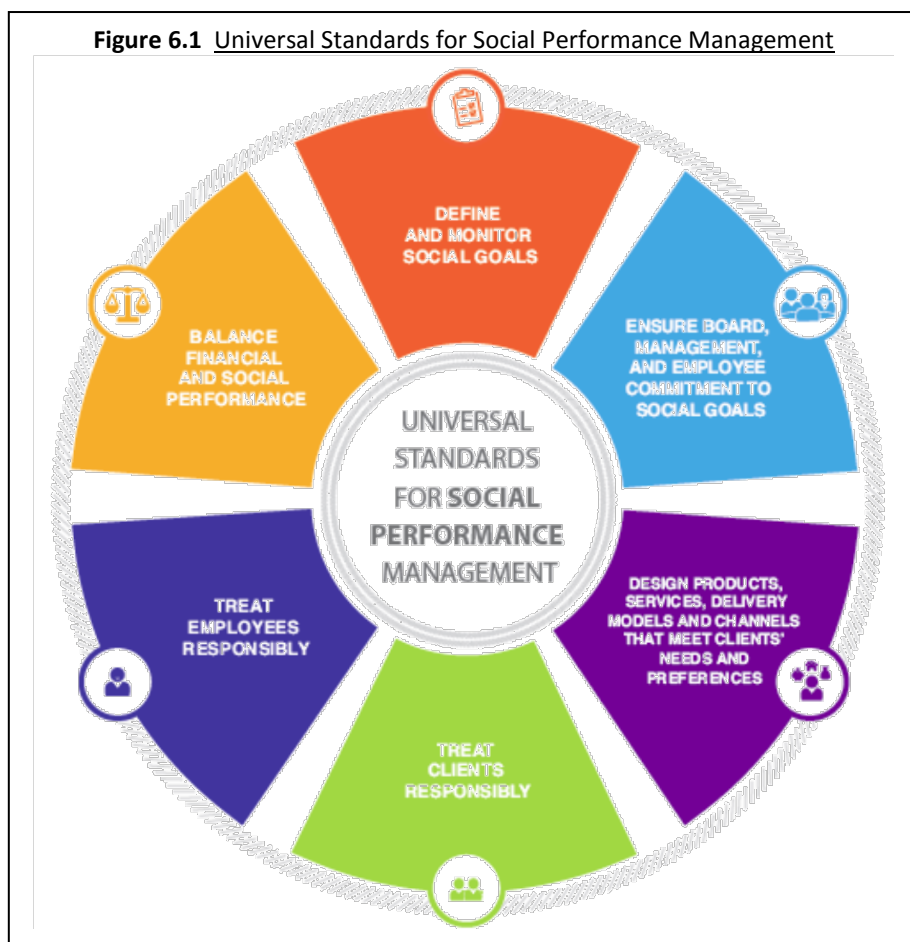 Figure 6.1 Universal Standards for Social Performance Management
DEFINE
AND MONITOR
SOCIAL GOALS
ENSURE BOARD,
MANAGEMENT,
AND EMPLOYEE
COMMITMENT TO
SOCIAL GOALS
DESIGN PRODUCTS,
SERVICES, DELIVERY
MODELS AND CHANNELS
THAT MEET CLIENTS'
NEEDS AND
PREFERENCES
TREAT
CLIENTS
RESPONSIBLY
TREAT
EMPLOYEES
RESPONSIBLY
BALANCE
FINANCIAL
AND SOCIAL
PERFORMANCE
UNIVERSAL
STANDARDS
FOR SOCIAL
PERFORMANCE
MANAGEMENT